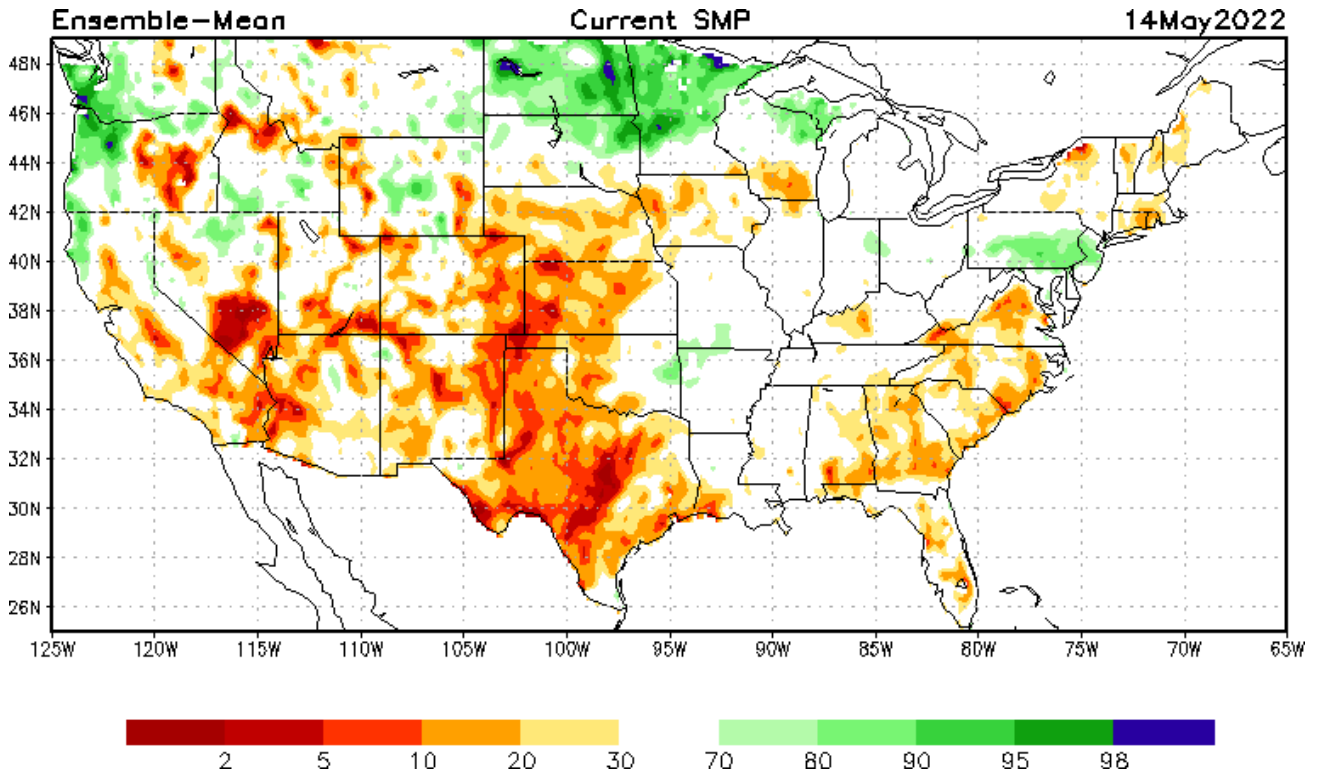 Ensemble-Mean Current SMP 14May2022
48N
46N
44N
42N
40N
38N
36N
34N
32N
30N
28N
26N
125W 120W 115W 110W 105W 100W 95W 90W 85W 80W 75W 70W 65W
2 5 10 20 30 70 80 90 95 98